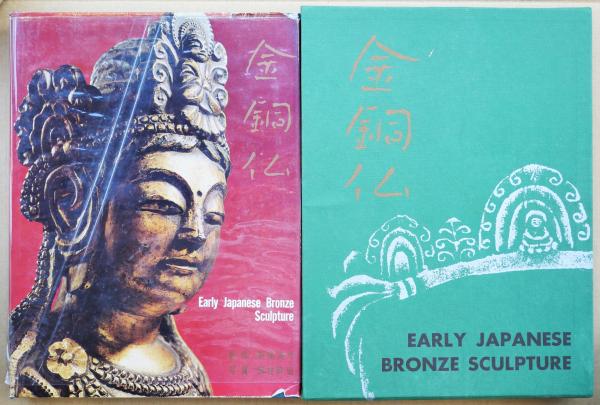 金銅仏
Early Japanese Bronze
Sculpture
金銅仏
EARLY JAPANESE
BRONZE SCULPTURE